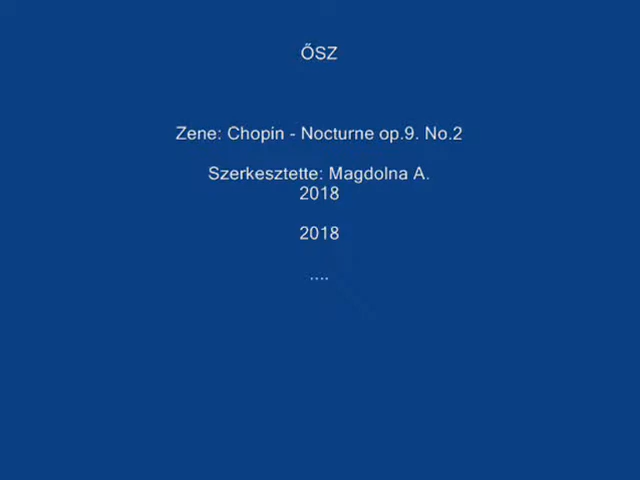 ŐSZ
Zene: Chopin - Nocturne op.9. No.2
Szerkesztette: Magdolna A.
2018
2018
....